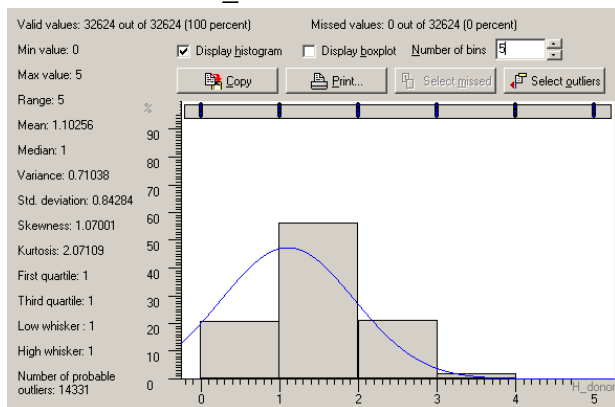 Valid values: 32624 out of 32624 (100 percent)
Missed values: 0 out of 32624 (0 percent)
Min value: 0
Display histogram
Display boxplot
Number of bins
5
Max value: 5
Copy
Print...
Select missed
Select outliers
Range: 5
Mean: 1.10256
Median: 1
Variance: 0.71038
Std. deviation: 0.84284
Skewness: 1.07001
Kurtosis: 2.07109
First quartile: 1
Third quartile: 1
Low whisker : 1
High whisker: 1
Number of probable
outliers: 14331
%
90
80
70
60
50
40
30
20
10
0
H_donor
0 1 2 3 4 5